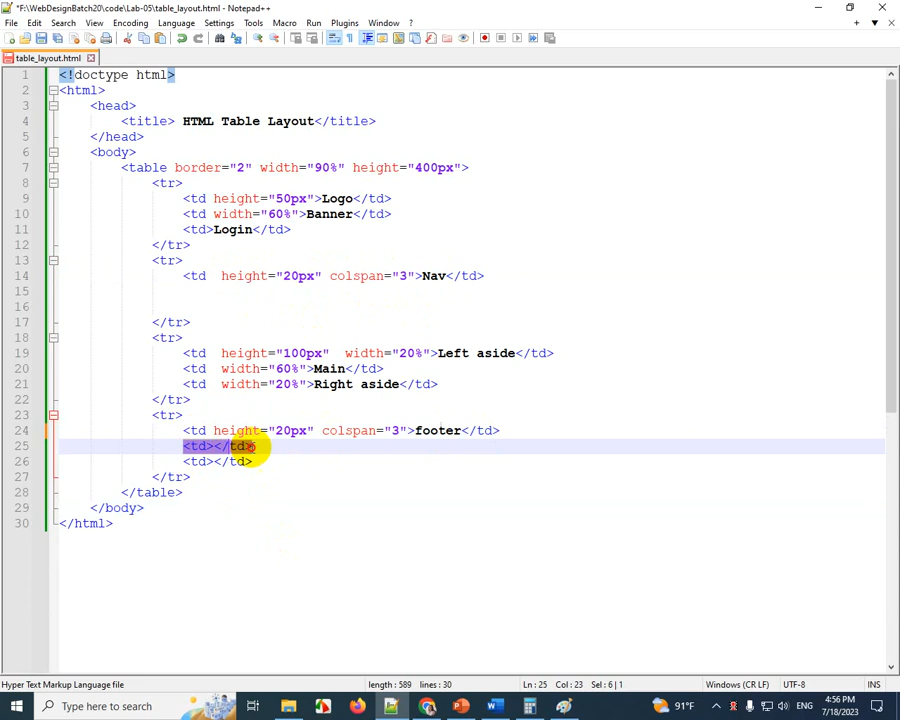 *F:\WebDesignBatch20\code\Lab-05\table_layout.html - Notepad++
File Edit Search View Encoding Language Settings Tools Macro Run Plugins Window ?
table_layout.html
1 <!doctype html>
2 <html>
3 <head>
4 <title> HTML Table Layout</title>
5 </head>
6 <body>
7 <table border="2" width="90%" height="400px">
8 <tr>
9 <td height="50px">Logo</td>
10 <td width="60%">Banner</td>
11 <td>Login</td>
12 </tr>
13 <tr>
14 <td  height="20px" colspan="3">Nav</td>
15
16
17 </tr>
18 <tr>
19 <td  height="100px"  width="20%">Left aside</td>
20 <td  width="60%">Main</td>
21 <td  width="20%">Right aside</td>
22 </tr>
23 <tr>
24 <td height="20px" colspan="3">footer</td>
25 <td></td>
26 <td></td>
27 </tr>
28 </table>
29 </body>
30 </html>
Hyper Text Markup Language file length : 589 lines : 30 Ln : 25 Col : 23 Sel : 6 | 1 Windows (CR LF) UTF-8 INS
Type here to search 91°F 4:56 PM
7/18/2023